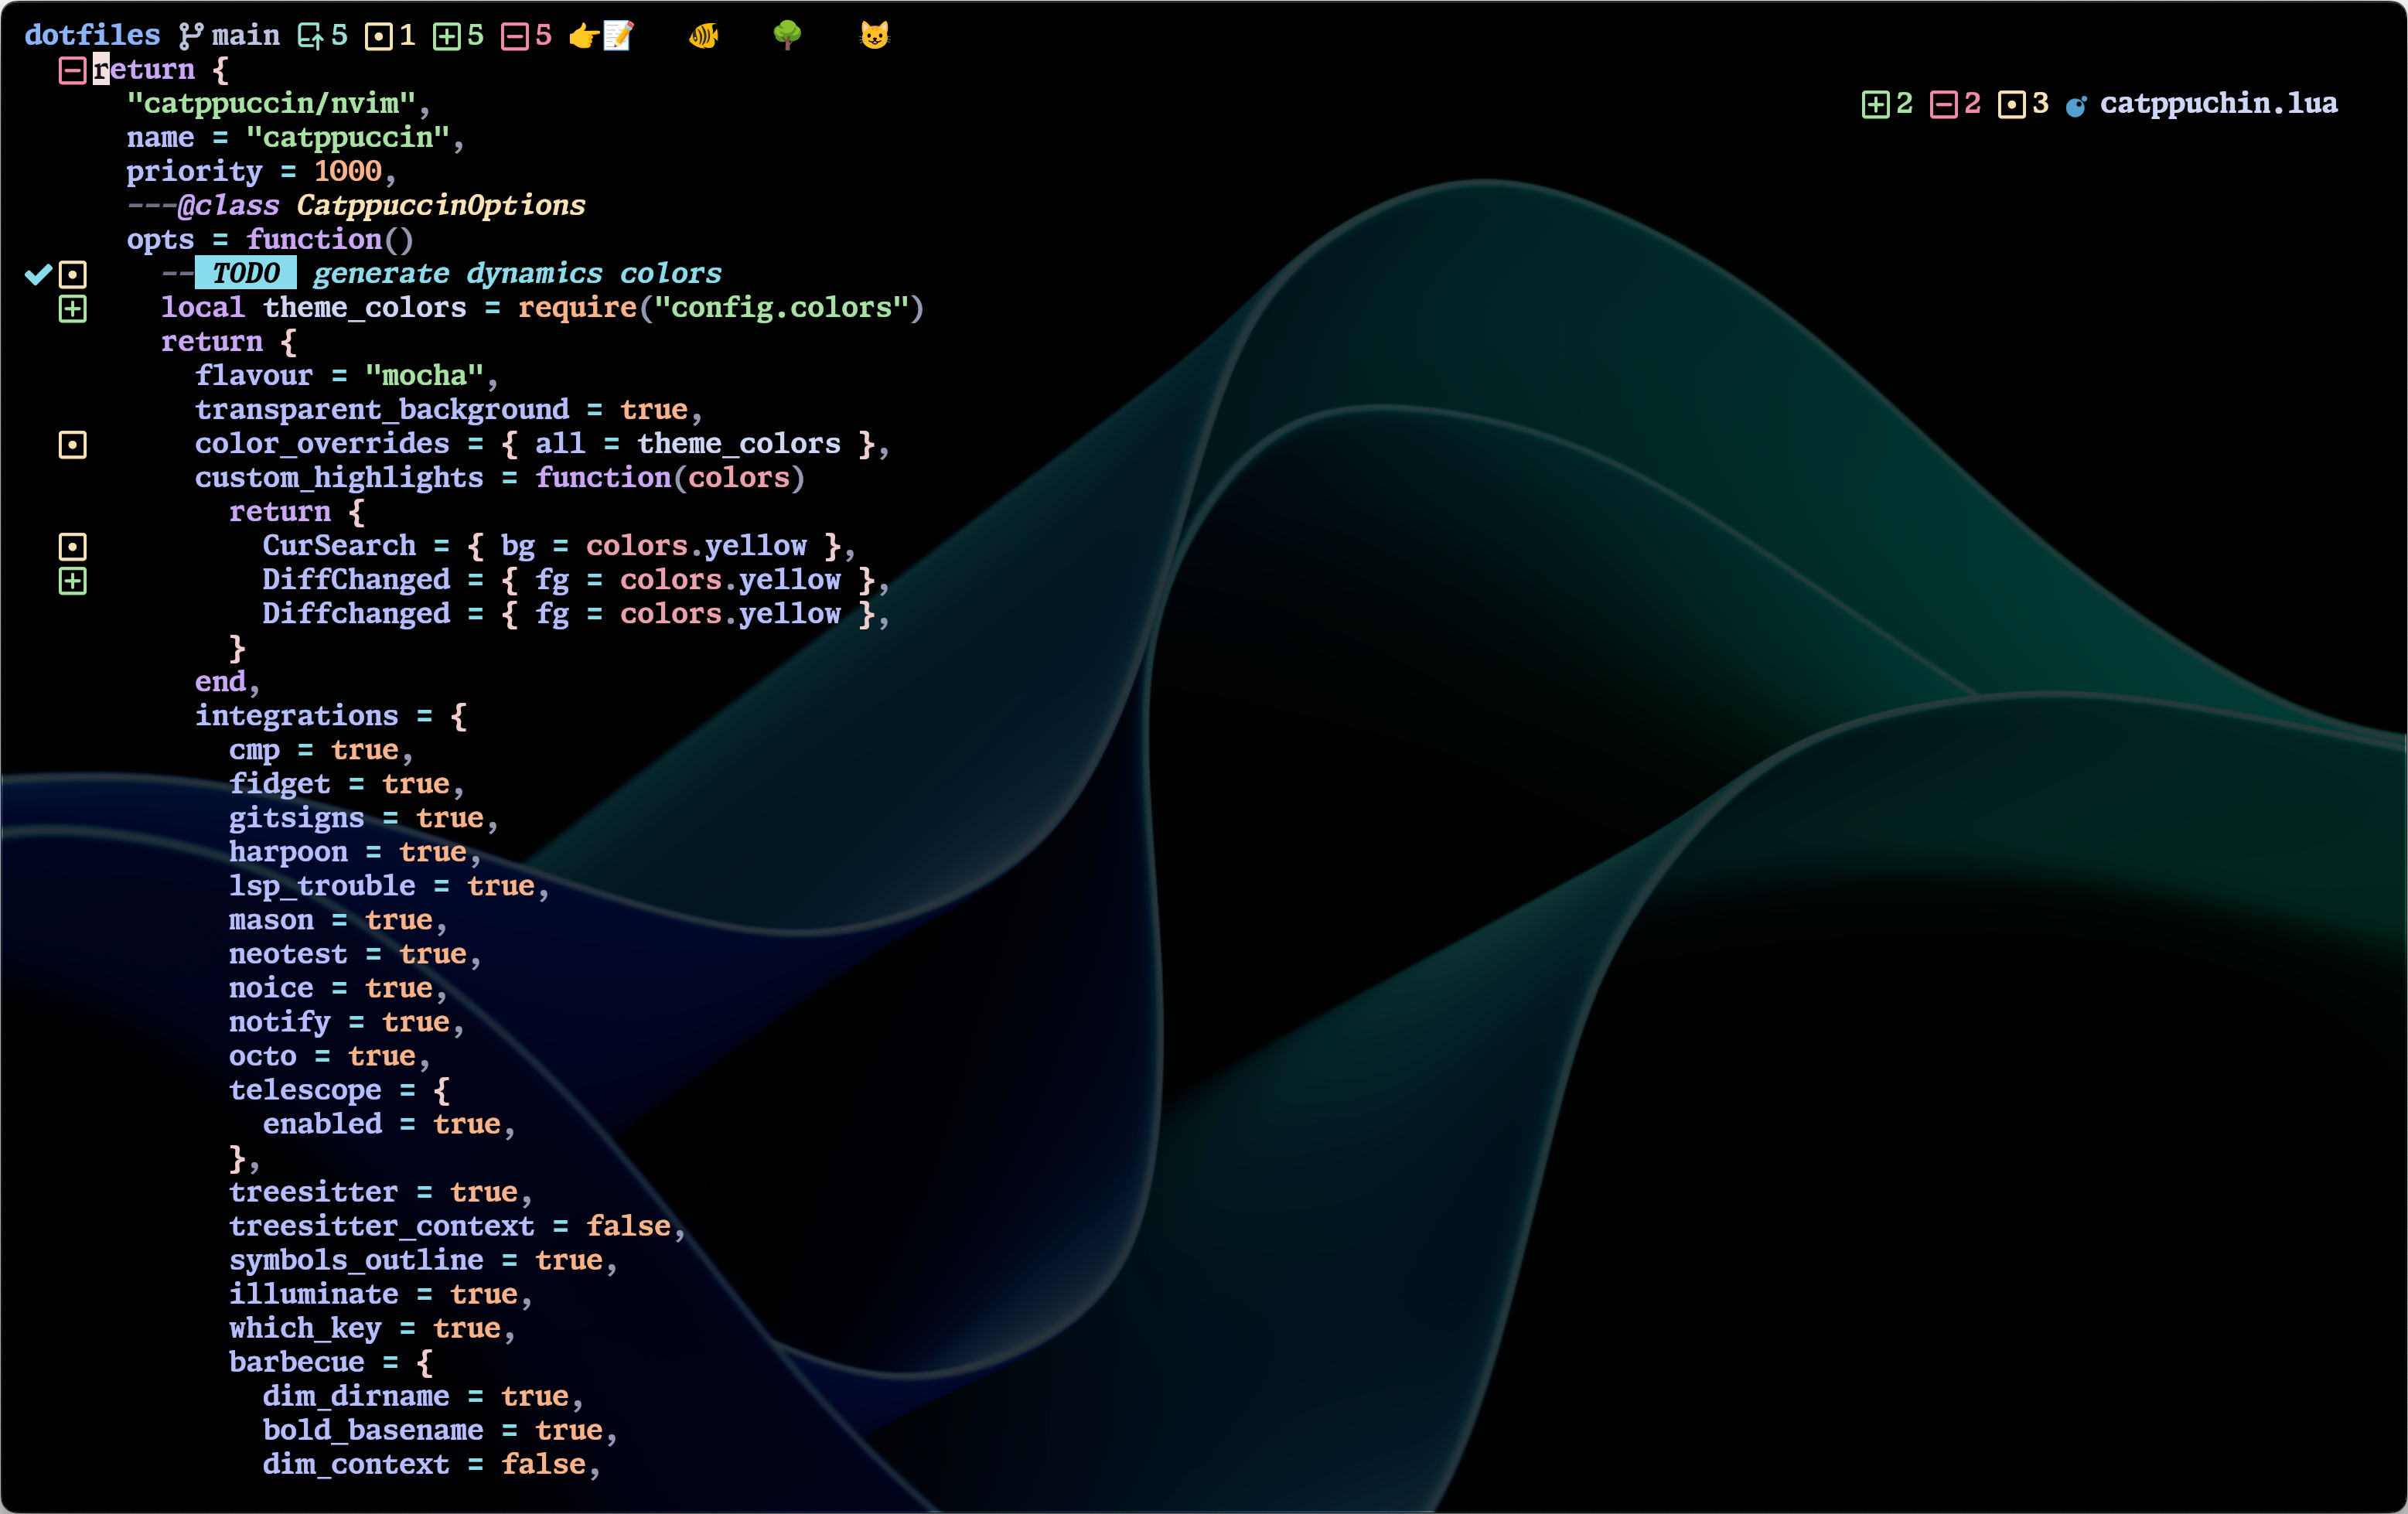 dotfiles main 5 1 5 5 👉📝 🐠 🌳 😺
return {
2 2 3 catppuchin.lua
"catppuccin/nvim",
name = "catppuccin",
priority = 1000,
---@class CatppuccinOptions
opts = function()
-- TODO generate dynamics colors
local theme_colors = require("config.colors")
return {
flavour = "mocha",
transparent_background = true,
color_overrides = { all = theme_colors },
custom_highlights = function(colors)
return {
CurSearch = { bg = colors.yellow },
DiffChanged = { fg = colors.yellow },
Diffchanged = { fg = colors.yellow },
}
end,
integrations = {
cmp = true,
fidget = true,
gitsigns = true,
harpoon = true,
lsp_trouble = true,
mason = true,
neotest = true,
noice = true,
notify = true,
octo = true,
telescope = {
enabled = true,
},
treesitter = true,
treesitter_context = false,
symbols_outline = true,
illuminate = true,
which_key = true,
barbecue = {
dim_dirname = true,
bold_basename = true,
dim_context = false,